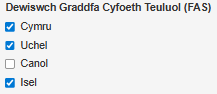 Dewiswch Graddfa Cyfoeth Teuluol (FAS)
Cymru
Uchel
Canol
Isel